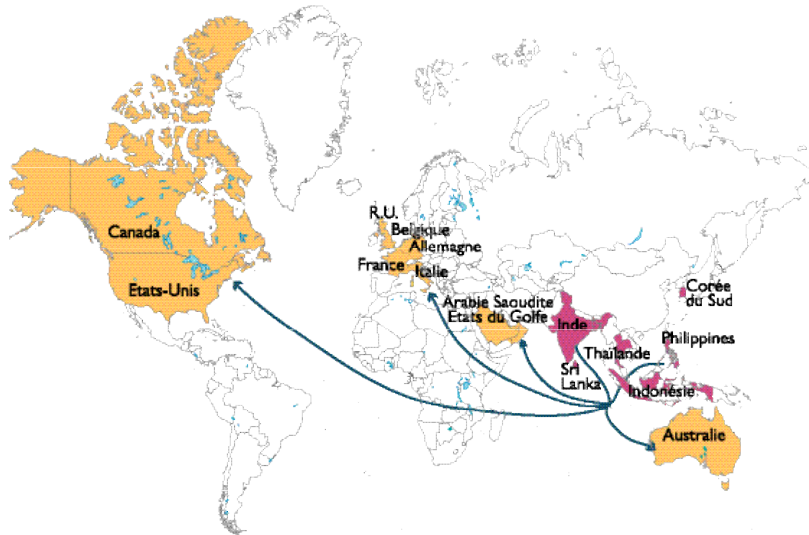 R.U.
Belgique
Allemagne
Canada
France
Italie
Etats-Unis
Arabie Saoudite
Etats du Golfe
Corée
du Sud
Inde
Philippines
Thaïlande
Sri
Lanka
Indonésie
Australie